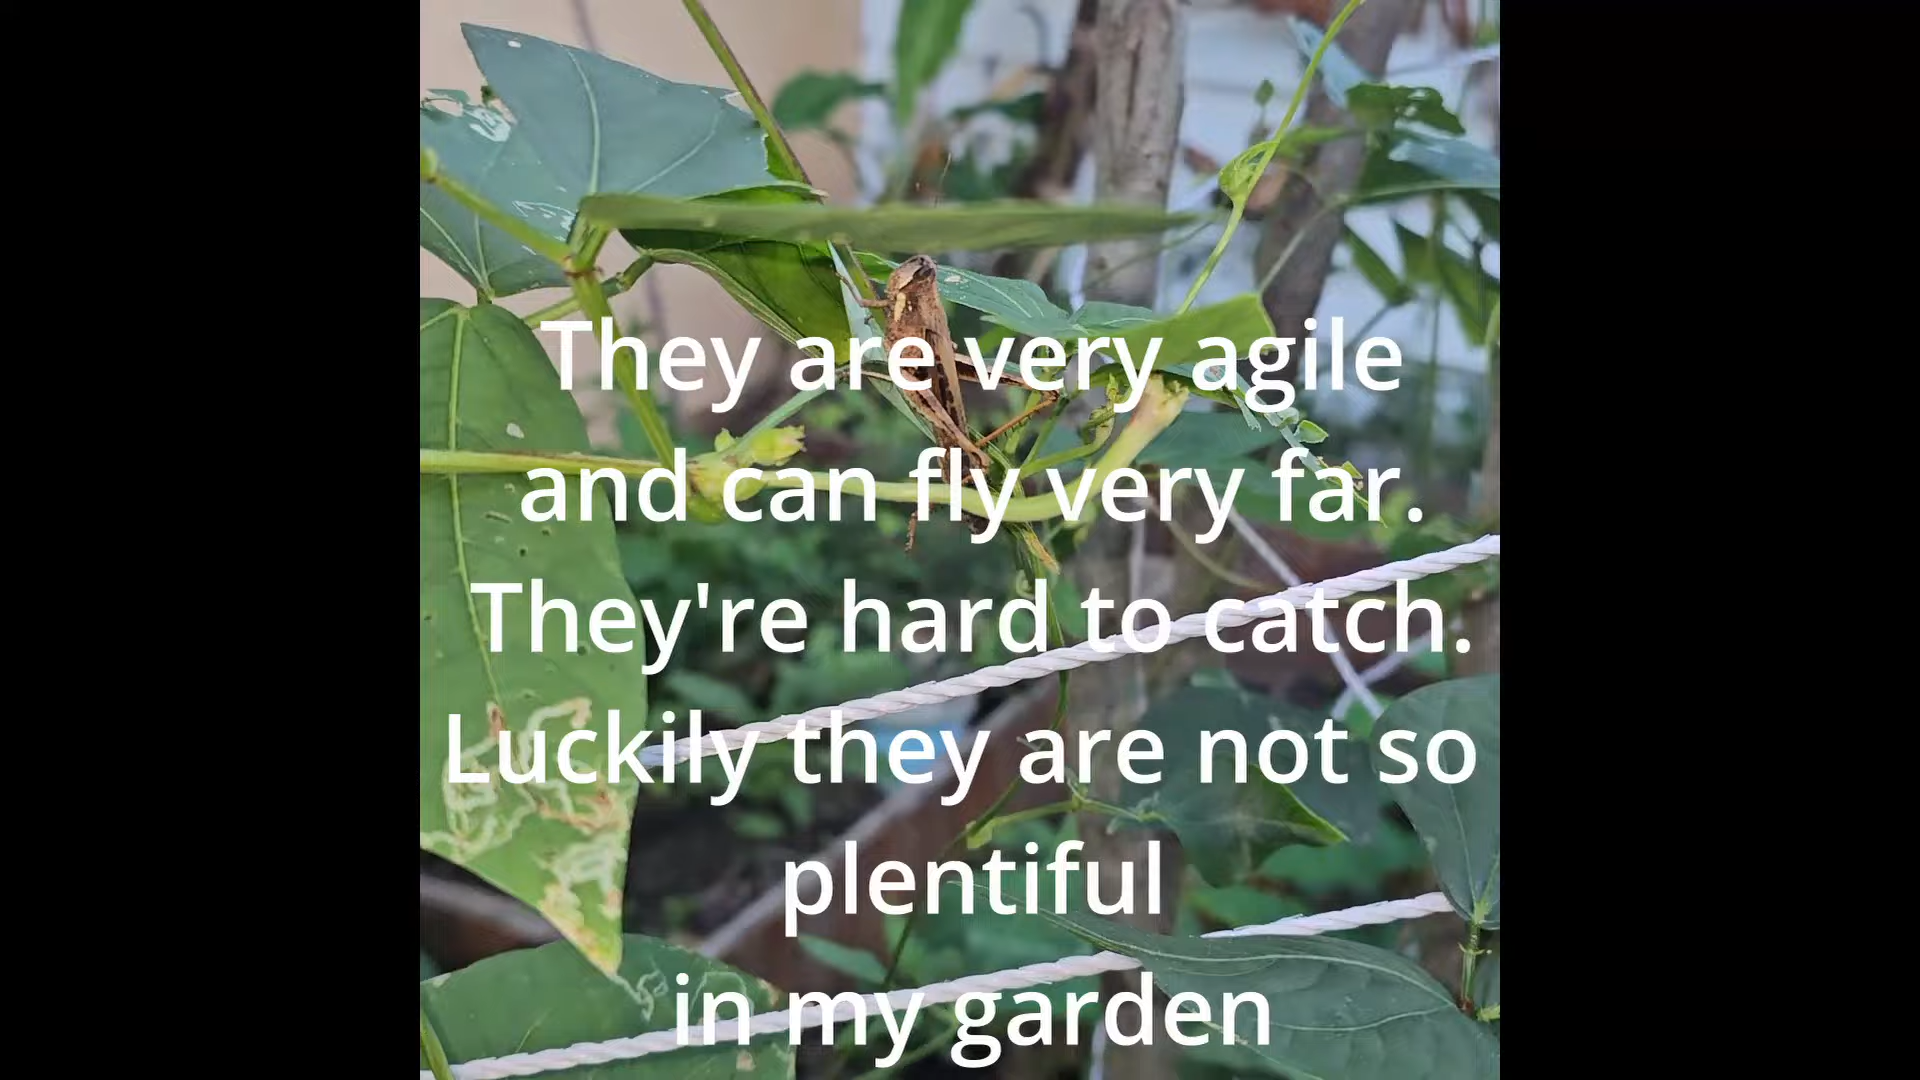 They are very agile
and can fly very far.
They're hard to catch.
Luckily they are not so
plentiful
in my garden